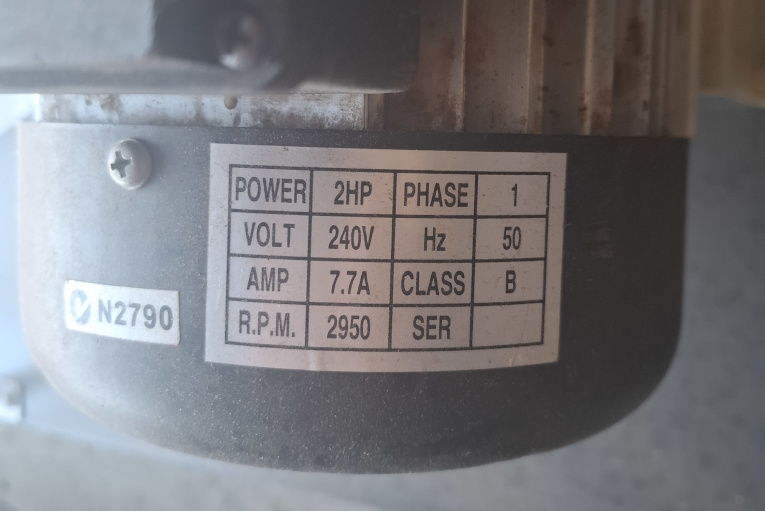 POWER 2HP PHASE 1
VOLT 240V Hz 50
AMP 7.7A CLASS B
R.P.M. 2950 SER
N2790